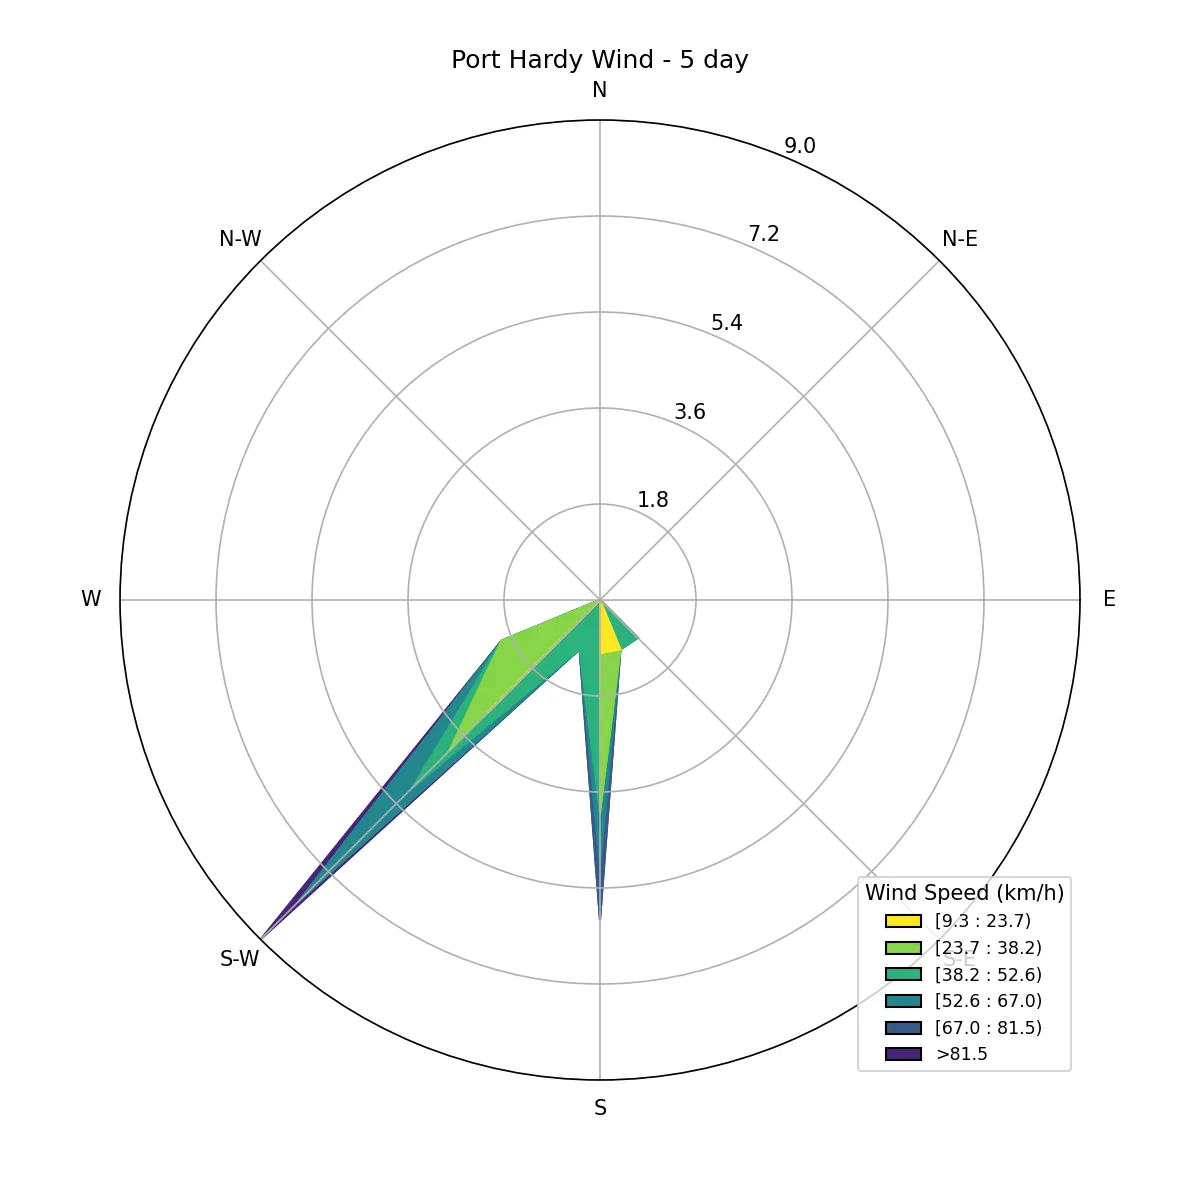 Port Hardy Wind - 5 day
N
9.0
N-W
7.2
N-E
5.4
3.6
1.8
W
E
S-W
S-E
S
Wind Speed (km/h)
[9.3 : 23.7)
[23.7 : 38.2)
[38.2 : 52.6)
[52.6 : 67.0)
[67.0 : 81.5)
>81.5